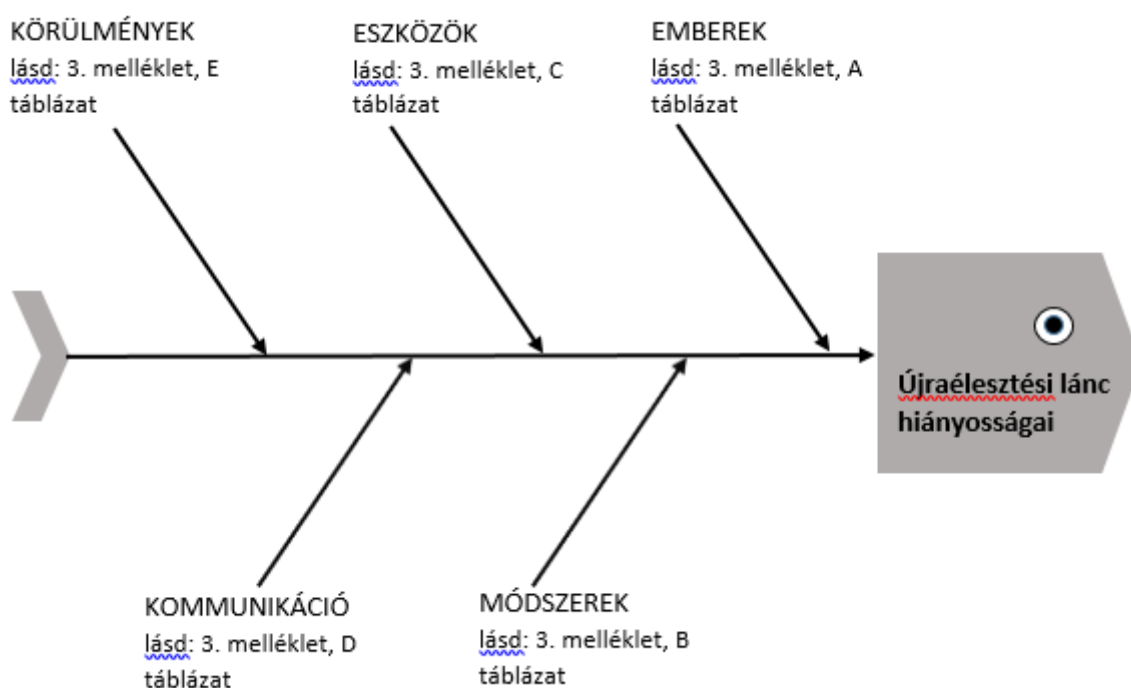 KÖRÜLMÉNYEK
lásd: 3. melléklet, E
táblázat
ESZKÖZÖK
lásd: 3. melléklet, C
táblázat
EMBEREK
lásd: 3. melléklet, A
táblázat
Újraélesztési lánc
hiányosságai
KOMMUNIKÁCIÓ
lásd: 3. melléklet, D
táblázat
MÓDSZEREK
lásd: 3. melléklet, B
táblázat